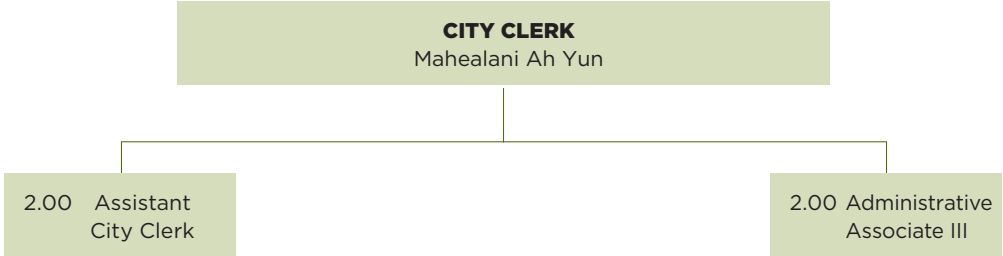 CITY CLERK
Mahealani Ah Yun
2.00 Assistant
City Clerk
2.00 Administrative
Associate III